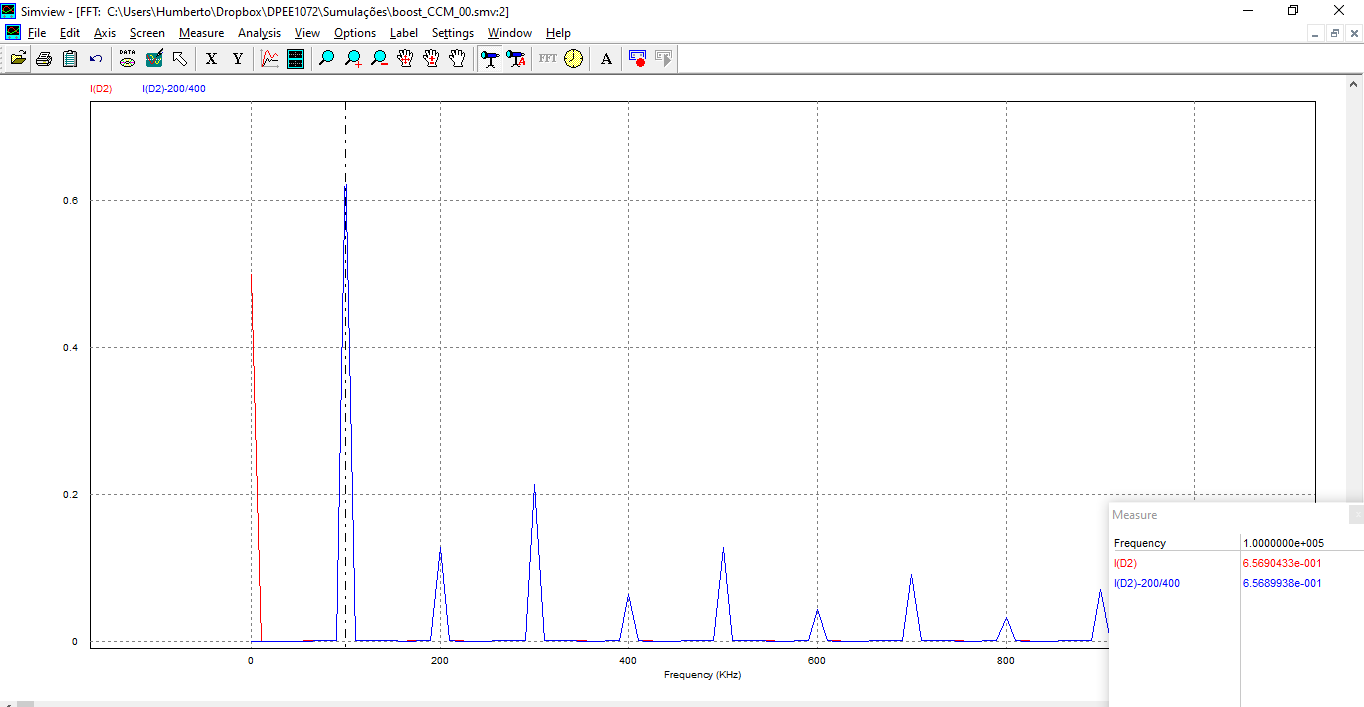 Simview - [FFT: C:\Users\Humberto\Dropbox\DPEE1072\Sumulações\boost_CCM_00.smv:2]
File Edit Axis Screen Measure Analysis View Options Label Settings Window Help
DATA X Y FFT A
I(D2) I(D2)-200/400
0.6
0.4
0.2
0
0 200 400 600 800
Frequency (KHz)
Measure
Frequency 1.0000000e+005
I(D2) 6.5690433e-001
I(D2)-200/400 6.5689938e-001